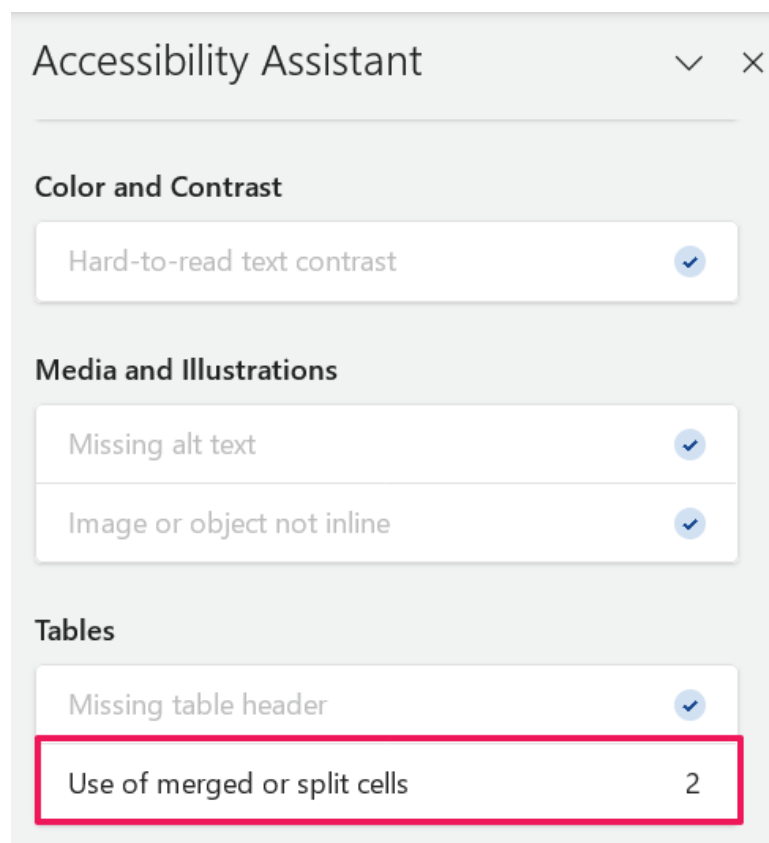 Accessibility Assistant
Color and Contrast
Hard-to-read text contrast
Media and Illustrations
Missing alt text
Image or object not inline
Tables
Missing table header
Use of merged or split cells 2